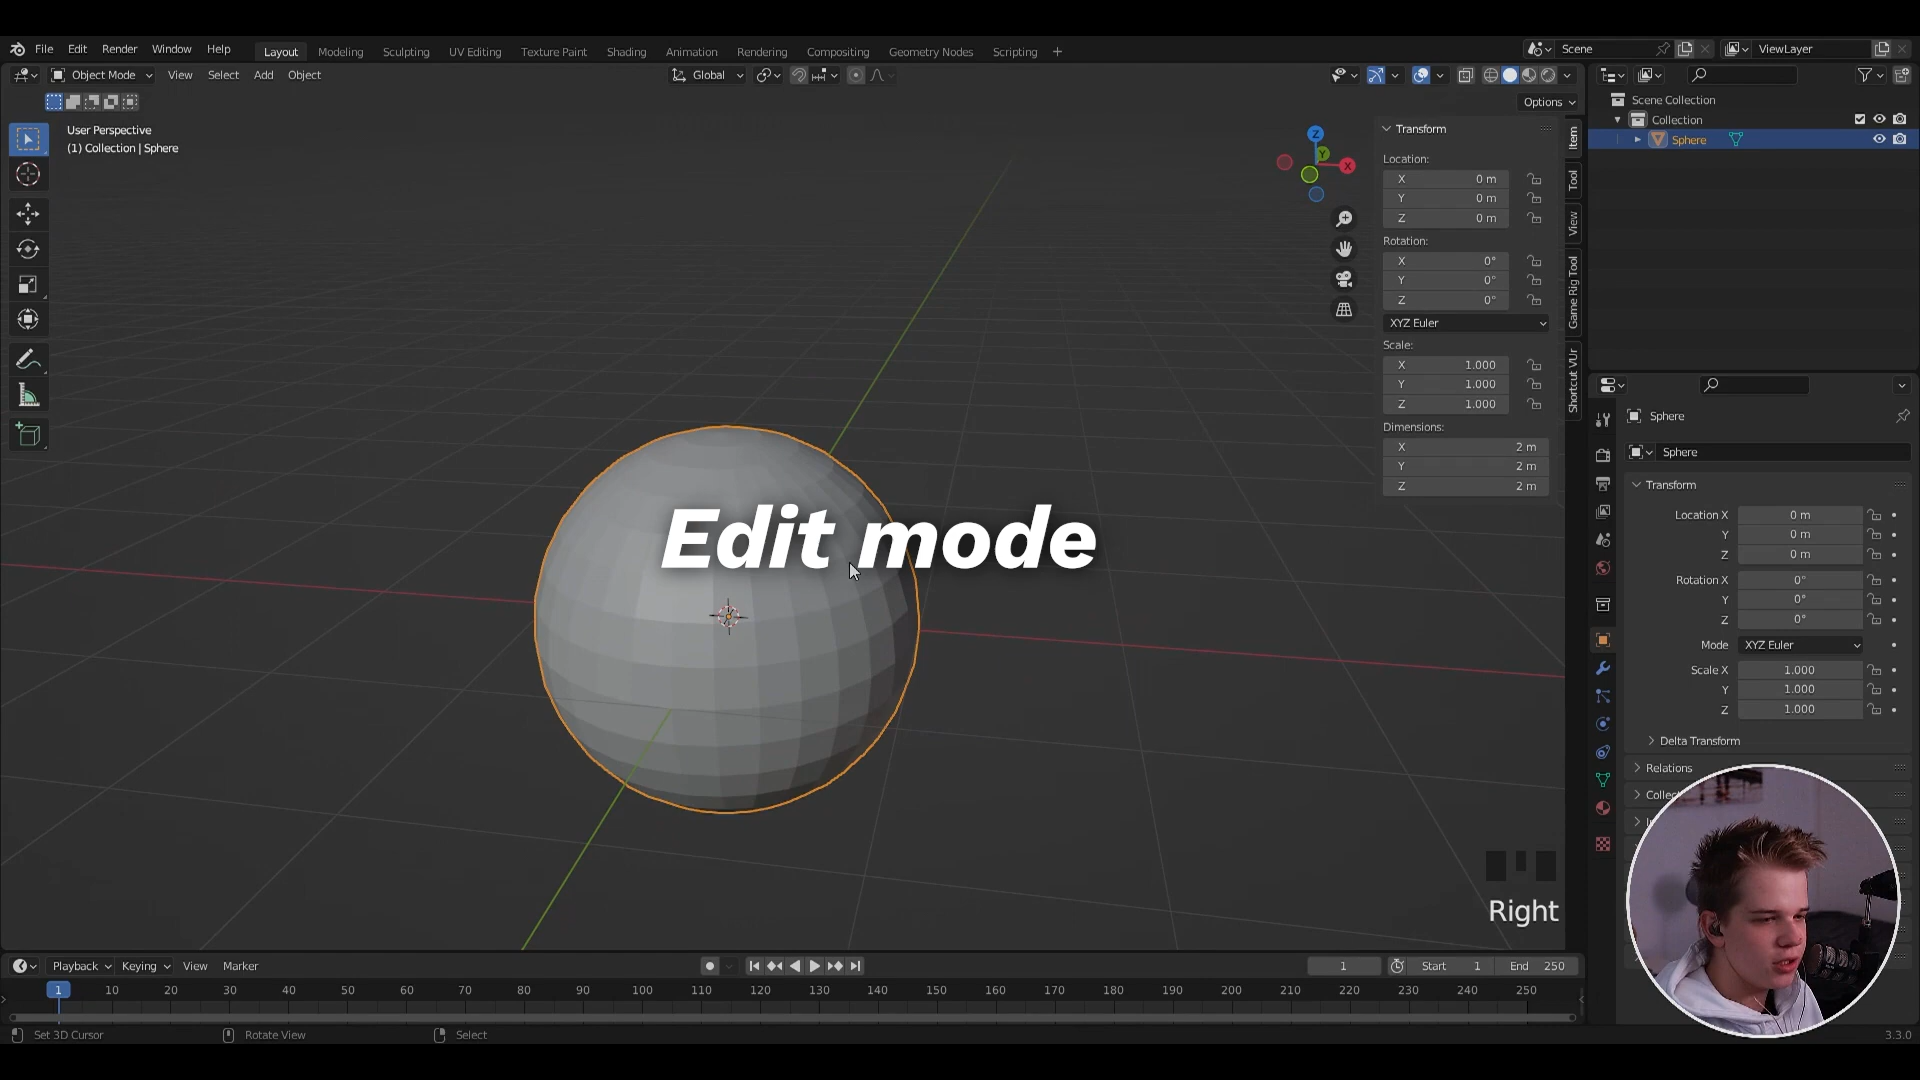 File Edit Render Window Help Layout Modeling Sculpting UV Editing Texture Paint Shading Animation Rendering Compositing Geometry Nodes Scripting + Scene ViewLayer
Object Mode View Select Add Object Global
Options
User Perspective
(1) Collection | Sphere
Z
Y
X
Transform
Location:
X 0 m
Y 0 m
Z 0 m
Rotation:
X 0°
Y 0°
Z 0°
XYZ Euler
Scale:
X 1.000
Y 1.000
Z 1.000
Dimensions:
X 2 m
Y 2 m
Z 2 m
Item
Tool
View
Game Rig Tool
Shortcut VUr
Scene Collection
Collection
Sphere
Sphere
Sphere
Transform
Location X 0 m
Y 0 m
Z 0 m
Rotation X 0°
Y 0°
Z 0°
Mode XYZ Euler
Scale X 1.000
Y 1.000
Z 1.000
Delta Transform
Relations
Edit mode
Right
Playback Keying View Marker 1 Start 1 End 250
1 10 20 30 40 50 60 70 80 90 100 110 120 130 140 150 160 170 180 190 200 210 220 230 240 250
Set 3D Cursor Rotate View Select 3.3.0